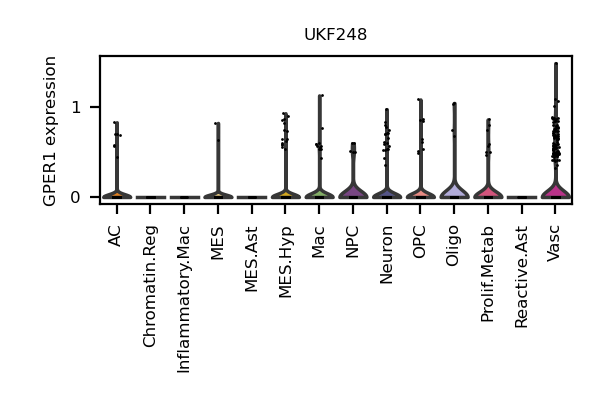 UKF248
GPER1 expression
1
0
AC
Chromatin.Reg
Inflammatory.Mac
MES
MES.Ast
MES.Hyp
Mac
NPC
Neuron
OPC
Oligo
Prolif.Metab
Reactive.Ast
Vasc